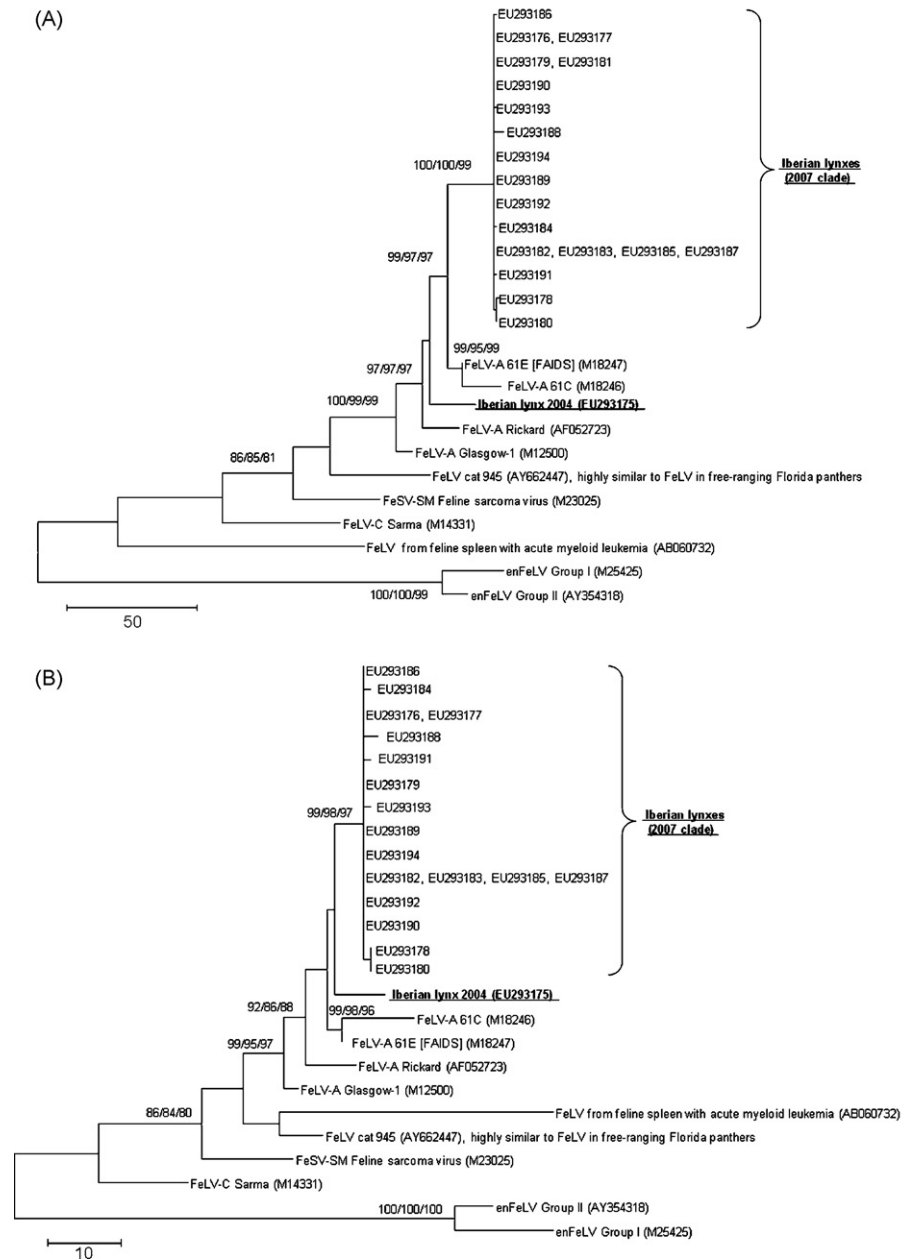 (A)
EU293186
EU293176, EU293177
EU293179, EU293181
EU293190
EU293193
EU293188
100/100/99
EU293194
Iberian lynxes
(2007 clade)
EU293189
EU293192
EU293184
99/97/97
EU293182, EU293183, EU293185, EU293187
EU293191
EU293178
EU293180
99/95/99
97/97/97
FeLV-A 61E [FAIDS] (M18247)
FeLV-A 61C (M18246)
100/99/99
Iberian lynx 2004 (EU293175)
FeLV-A Rickard (AF052723)
86/85/81
FeLV-A Glasgow-1 (M12500)
FeLV cat 945 (AY662447), highly similar to FeLV in free-ranging Florida panthers
FeSV-SM Feline sarcoma virus (M23025)
FeLV-C Sarma (M14331)
FeLV from feline spleen with acute myeloid leukemia (AB060732)
enFeLV Group I (M25425)
100/100/99
enFeLV Group II (AY354318)
50
(B)
EU293186
EU293184
EU293176, EU293177
EU293188
EU293191
EU293179
99/98/97
EU293193
Iberian lynxes
(2007 clade)
EU293189
EU293194
EU293182, EU293183, EU293185, EU293187
EU293192
EU293190
EU293178
EU293180
Iberian lynx 2004 (EU293175)
92/86/88
99/98/96
FeLV-A 61C (M18246)
FeLV-A 61E [FAIDS] (M18247)
99/95/97
FeLV-A Rickard (AF052723)
FeLV-A Glasgow-1 (M12500)
86/84/80
FeLV from feline spleen with acute myeloid leukemia (AB060732)
FeLV cat 945 (AY662447), highly similar to FeLV in free-ranging Florida panthers
FeSV-SM Feline sarcoma virus (M23025)
FeLV-C Sarma (M14331)
100/100/100
enFeLV Group II (AY354318)
enFeLV Group I (M25425)
10